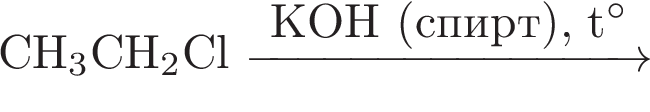 KOH (спирт), t°
CH₃CH₂Cl ⟶